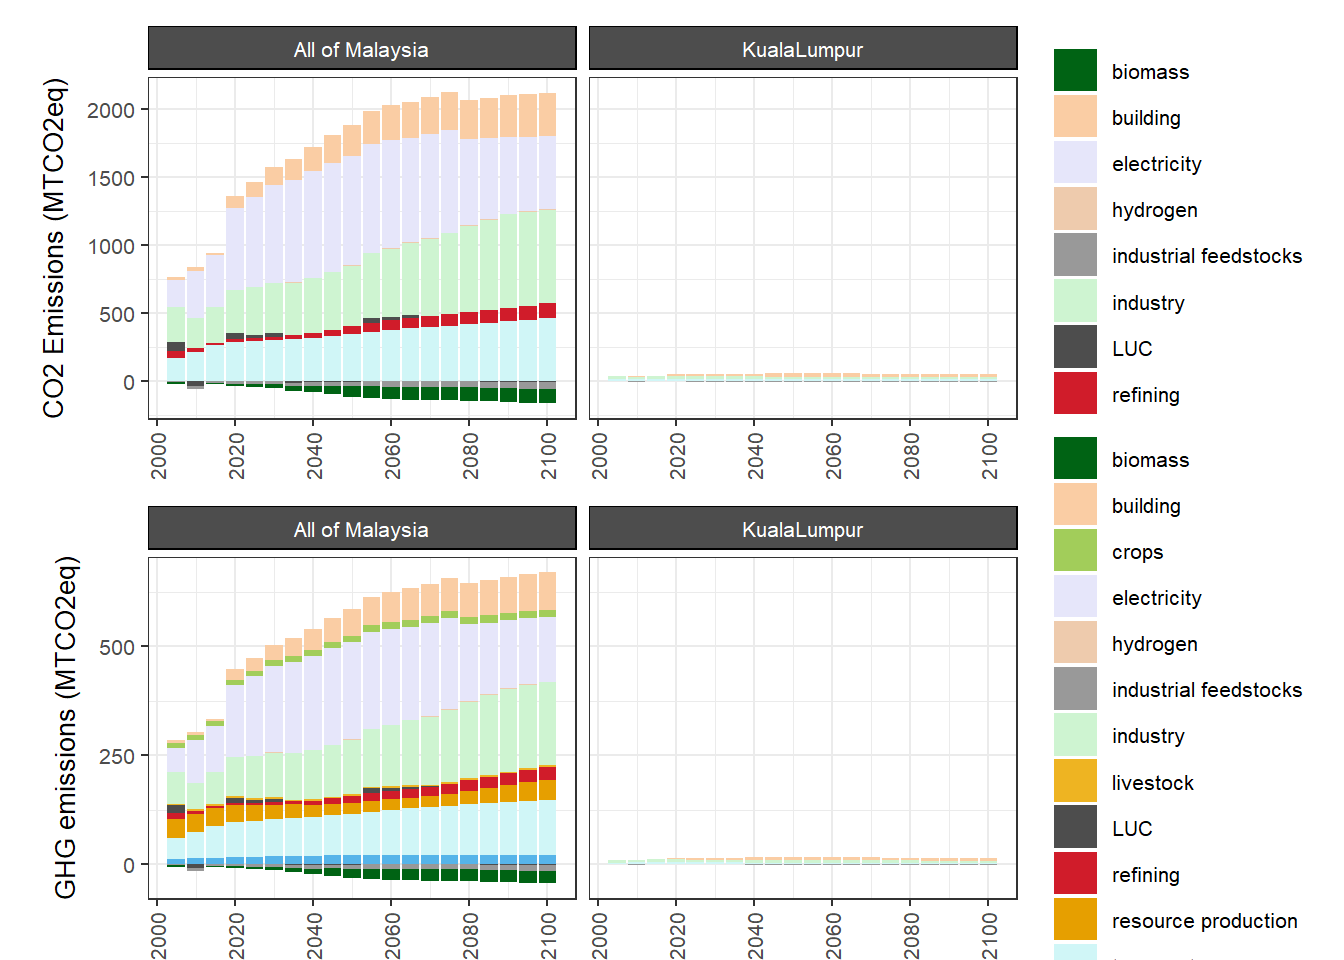 All of Malaysia
KualaLumpur
CO2 Emissions (MTCO2eq)
2000
1500
1000
500
0
2000
2020
2040
2060
2080
2100
2000
2020
2040
2060
2080
2100
biomass
building
electricity
hydrogen
industrial feedstocks
industry
LUC
refining
All of Malaysia
KualaLumpur
GHG emissions (MTCO2eq)
500
250
0
2000
2020
2040
2060
2080
2100
2000
2020
2040
2060
2080
2100
biomass
building
crops
electricity
hydrogen
industrial feedstocks
industry
livestock
LUC
refining
resource production